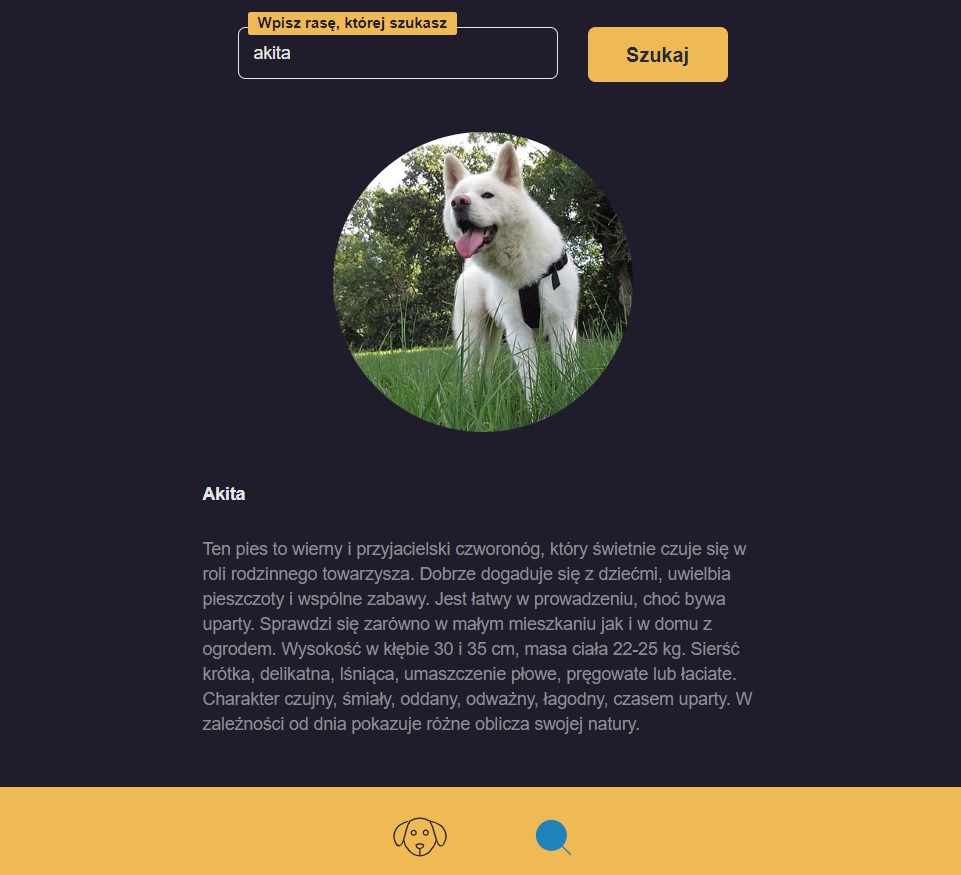 Wpisz rasę, której szukasz
akita
Szukaj
Akita
Ten pies to wierny i przyjacielski czworonóg, który świetnie czuje się w
roli rodzinnego towarzysza. Dobrze dogaduje się z dziećmi, uwielbia
pieszczoty i wspólne zabawy. Jest łatwy w prowadzeniu, choć bywa
uparty. Sprawdzi się zarówno w małym mieszkaniu jak i w domu z
ogrodem. Wysokość w kłębie 30 i 35 cm, masa ciała 22-25 kg. Sierść
krótka, delikatna, lśniąca, umaszczenie płowe, pręgowate lub łaciate.
Charakter czujny, śmiały, oddany, odważny, łagodny, czasem uparty. W
zależności od dnia pokazuje różne oblicza swojej natury.